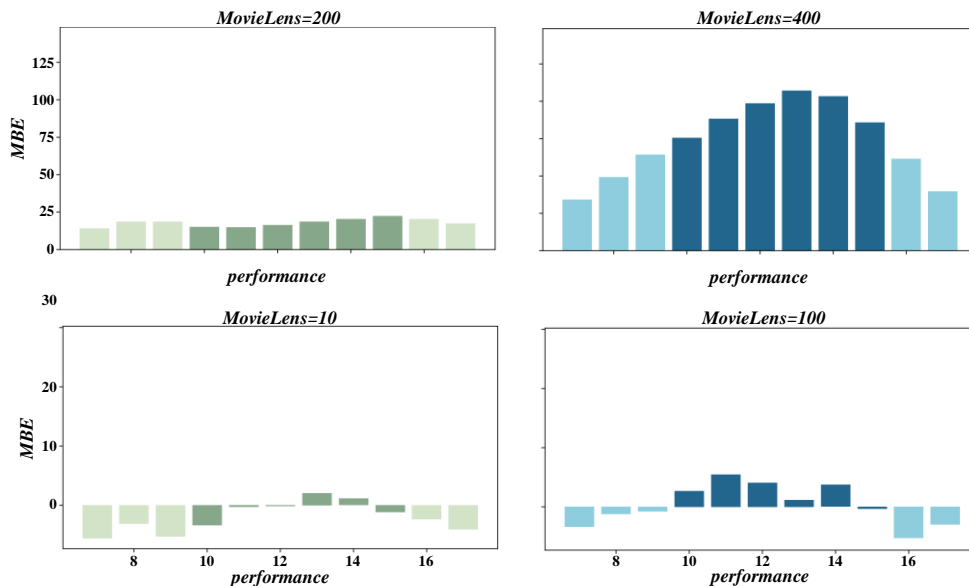 MovieLens=200
MovieLens=400
125
100
75
50
25
0
MBE
performance
performance
30
MovieLens=10
MovieLens=100
20
10
0
MBE
8
10
12
14
16
8
10
12
14
16
performance
performance